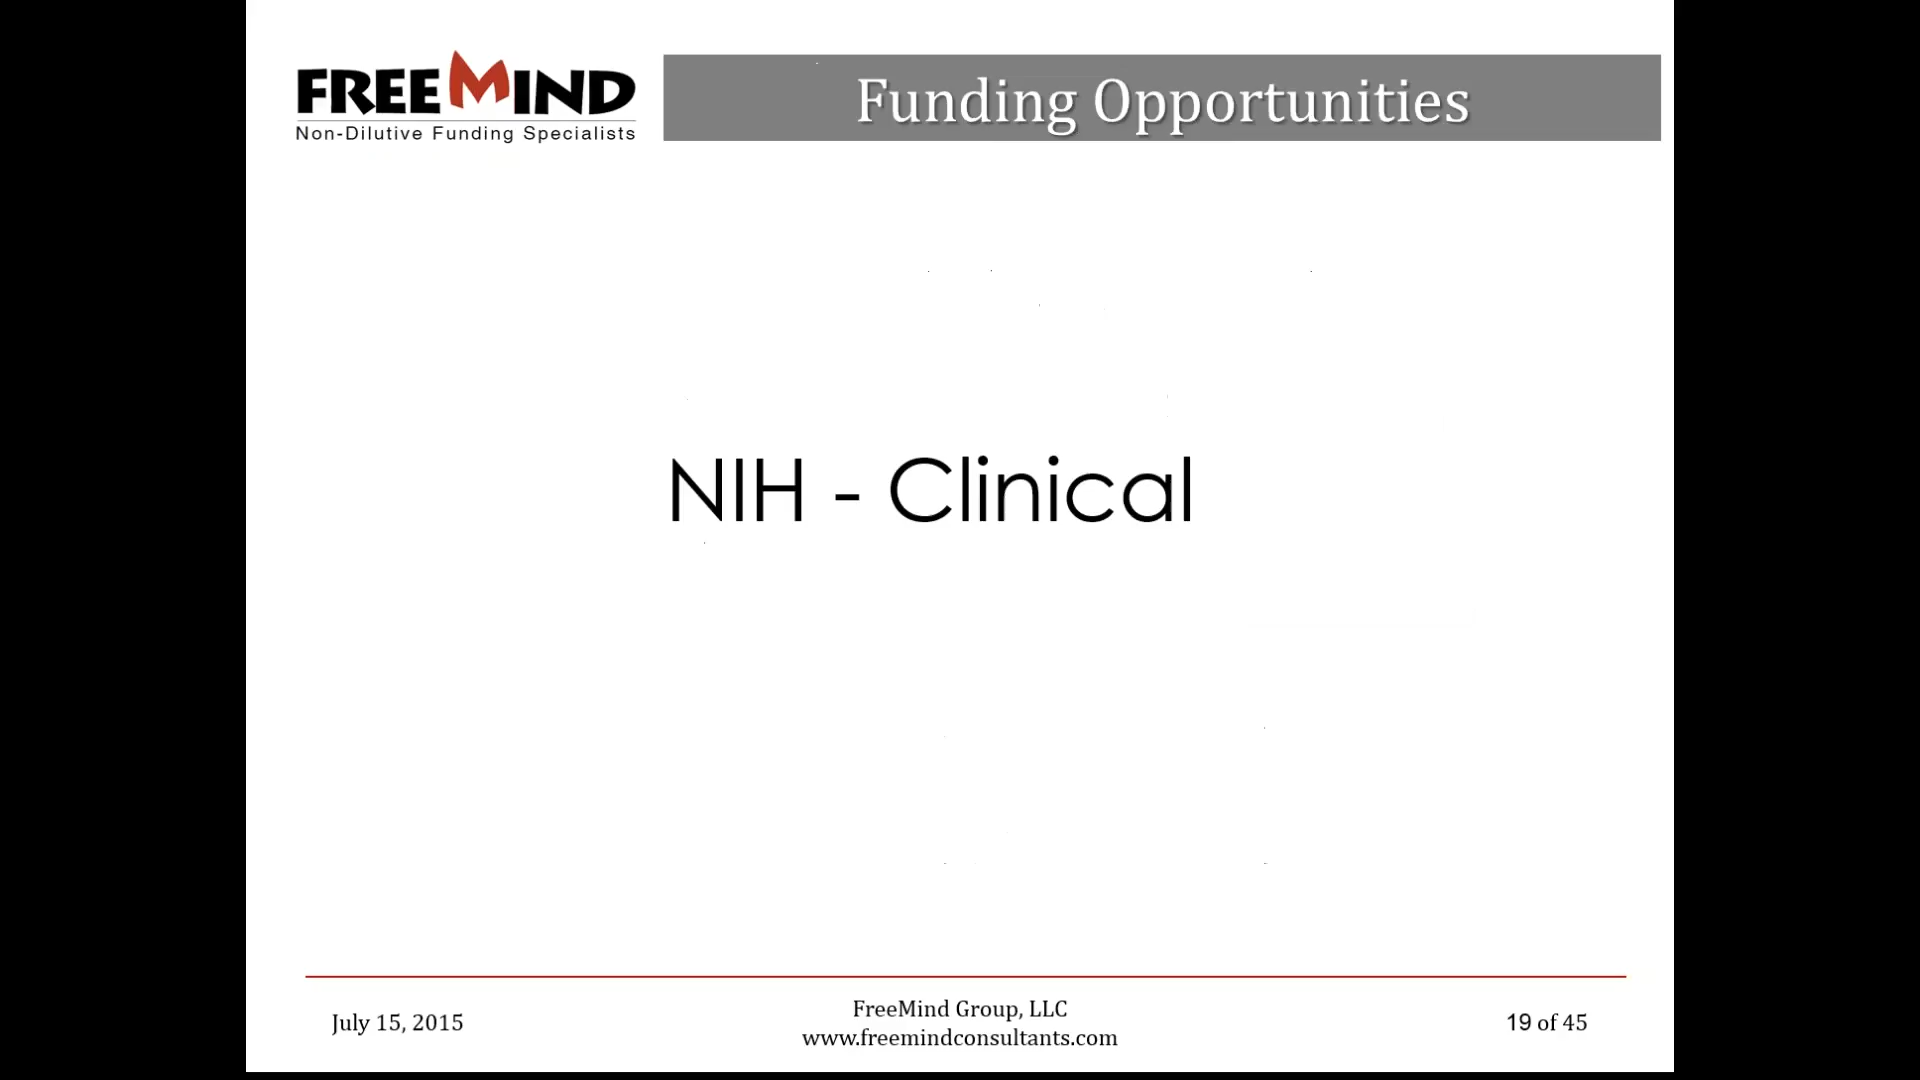 FREEMIND
Non-Dilutive Funding Specialists
Funding Opportunities
NIH - Clinical
July 15, 2015
FreeMind Group, LLC
www.freemindconsultants.com
19 of 45